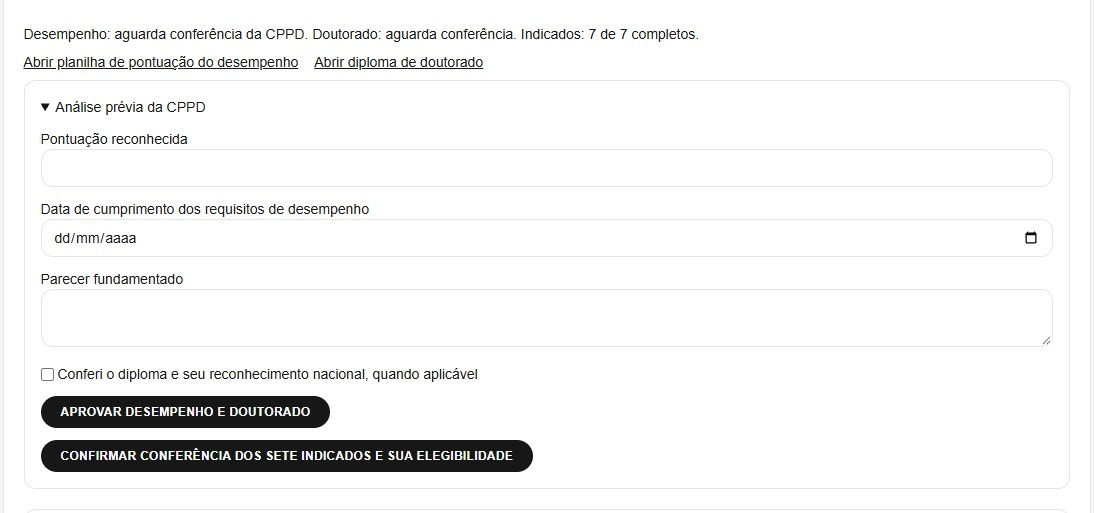 Desempenho: aguarda conferência da CPPD. Doutorado: aguarda conferência. Indicados: 7 de 7 completos.
Abrir planilha de pontuação do desempenho Abrir diploma de doutorado
Análise prévia da CPPD
Pontuação reconhecida
Data de cumprimento dos requisitos de desempenho
dd/mm/aaaa
Parecer fundamentado
Conferi o diploma e seu reconhecimento nacional, quando aplicável
APROVAR DESEMPENHO E DOUTORADO
CONFIRMAR CONFERÊNCIA DOS SETE INDICADOS E SUA ELEGIBILIDADE